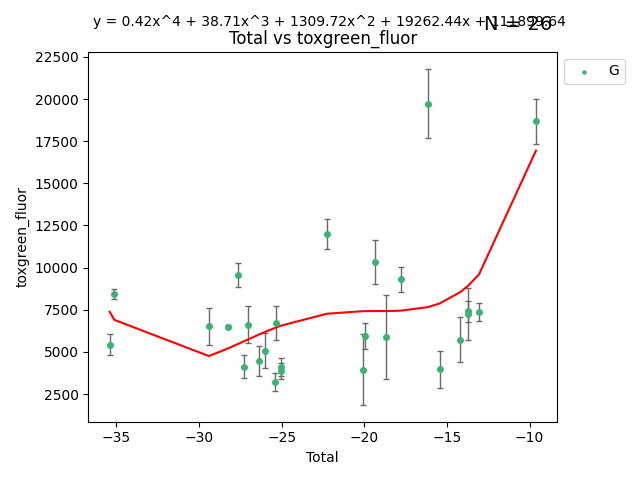 y = 0.42x^4 + 38.71x^3 + 1309.72x^2 + 19262.44x + 111899.64
N = 26
Total vs toxgreen_fluor
G
22500
20000
17500
15000
12500
10000
7500
5000
2500
toxgreen_fluor
−35
−30
−25
−20
−15
−10
Total